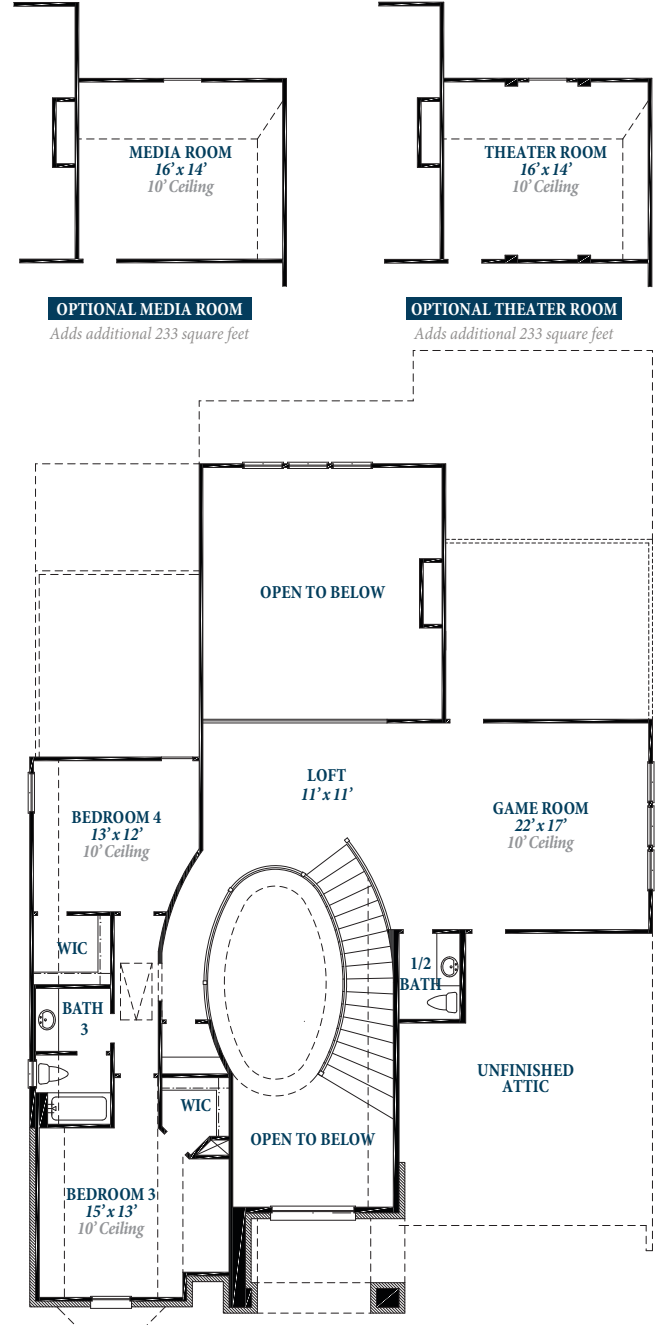 MEDIA ROOM
16' x 14'
10' Ceiling
OPTIONAL MEDIA ROOM
Adds additional 233 square feet
THEATER ROOM
16' x 14'
10' Ceiling
OPTIONAL THEATER ROOM
Adds additional 233 square feet
OPEN TO BELOW
LOFT
11' x 11'
GAME ROOM
22' x 17'
10' Ceiling
BEDROOM 4
13' x 12'
10' Ceiling
WIC
1/2
BATH
BATH
3
UNFINISHED
ATTIC
WIC
OPEN TO BELOW
BEDROOM 3
15' x 13'
10' Ceiling